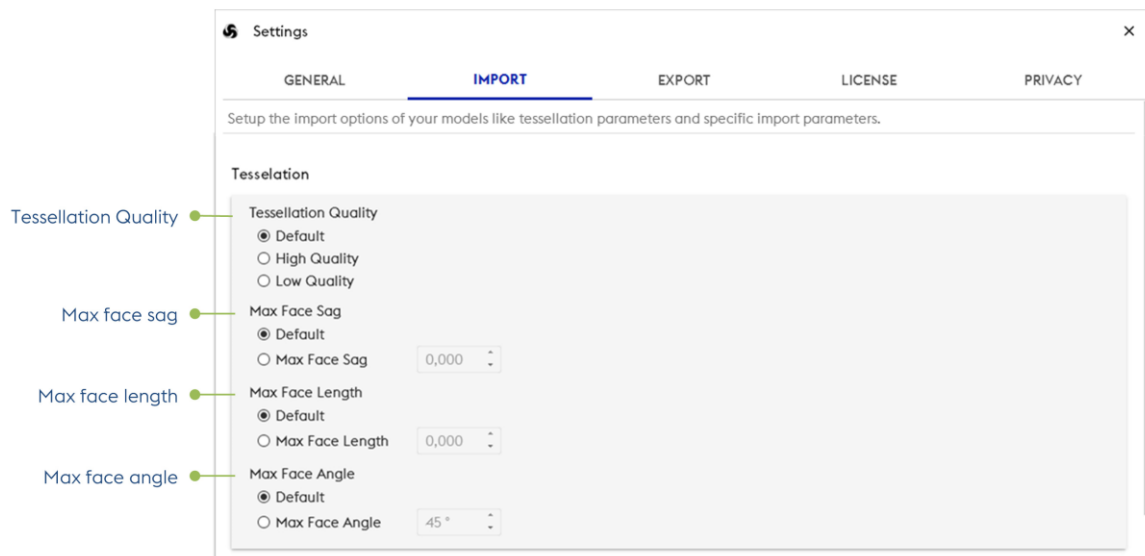 Settings
GENERAL IMPORT EXPORT LICENSE PRIVACY
Setup the import options of your models like tessellation parameters and specific import parameters.
Tesselation
Tessellation Quality
Tessellation Quality
Default
High Quality
Low Quality
Max face sag
Max Face Sag
Default
Max Face Sag 0,000
Max face length
Max Face Length
Default
Max Face Length 0,000
Max face angle
Max Face Angle
Default
Max Face Angle 45 °